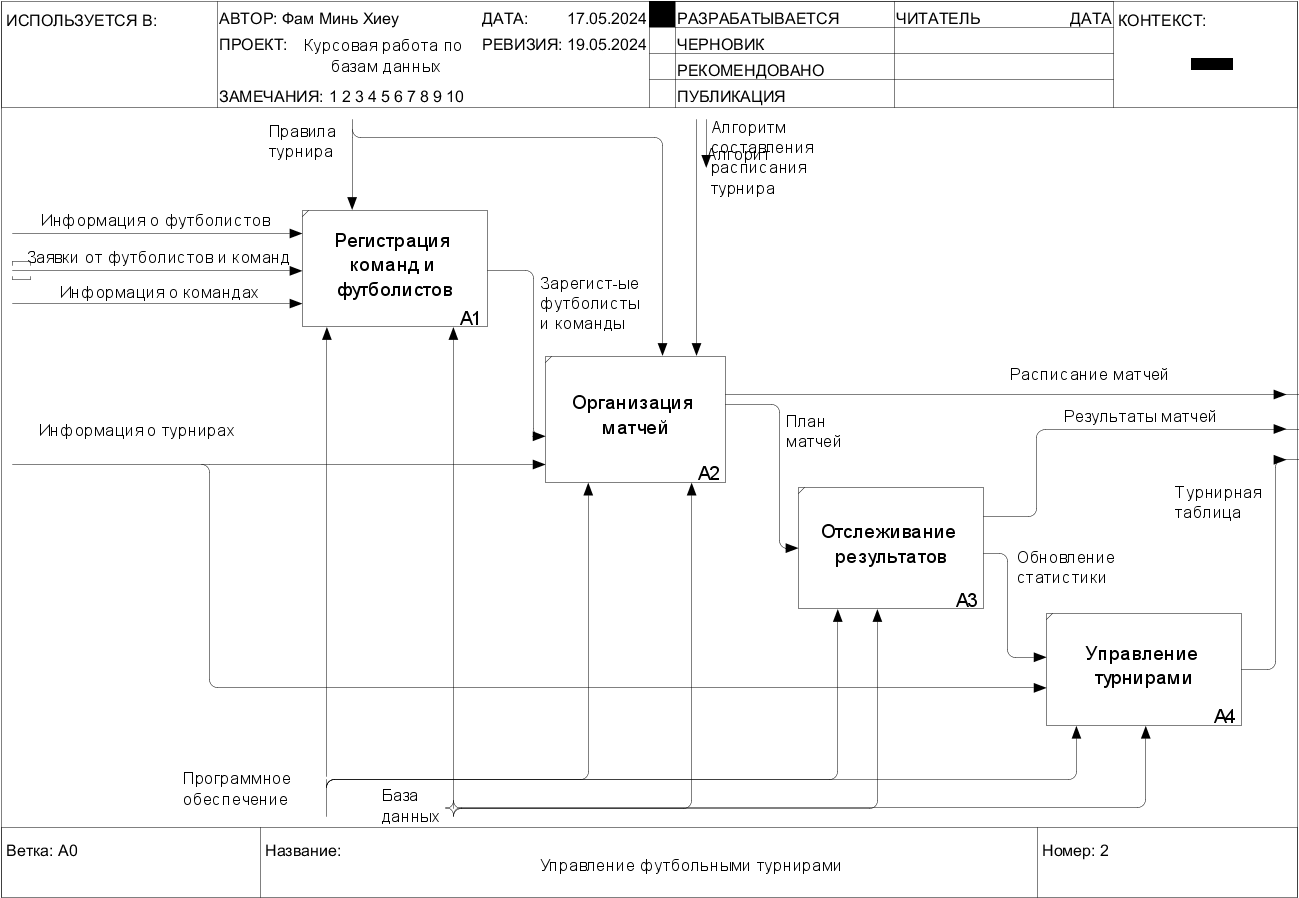 ИСПОЛЬЗУЕТСЯ В:
АВТОР: Фам Минь Хиеу
ДАТА: 17.05.2024
ПРОЕКТ: Курсовая работа по
базам данных
РЕВИЗИЯ: 19.05.2024
ЗАМЕЧАНИЯ: 1 2 3 4 5 6 7 8 9 10
РАЗРАБАТЫВАЕТСЯ
ЧЕРНОВИК
РЕКОМЕНДОВАНО
ПУБЛИКАЦИЯ
ЧИТАТЕЛЬ
ДАТА
КОНТЕКСТ:
Правила
турнира
Алгоритм
составления
Алгорит
расписания
турнира
Информация о футболистов
Заявки от футболистов и команд
Информация о командах
Регистрация
команд и
футболистов
A1
Зарегист-ые
футболисты
и команды
Организация
матчей
A2
Расписание матчей
Результаты матчей
План
матчей
Информация о турнирах
Турнирная
таблица
Отслеживание
результатов
A3
Обновление
статистики
Управление
турнирами
A4
Программное
обеспечение
База
данных
Ветка: A0
Название:
Управление футбольными турнирами
Номер: 2